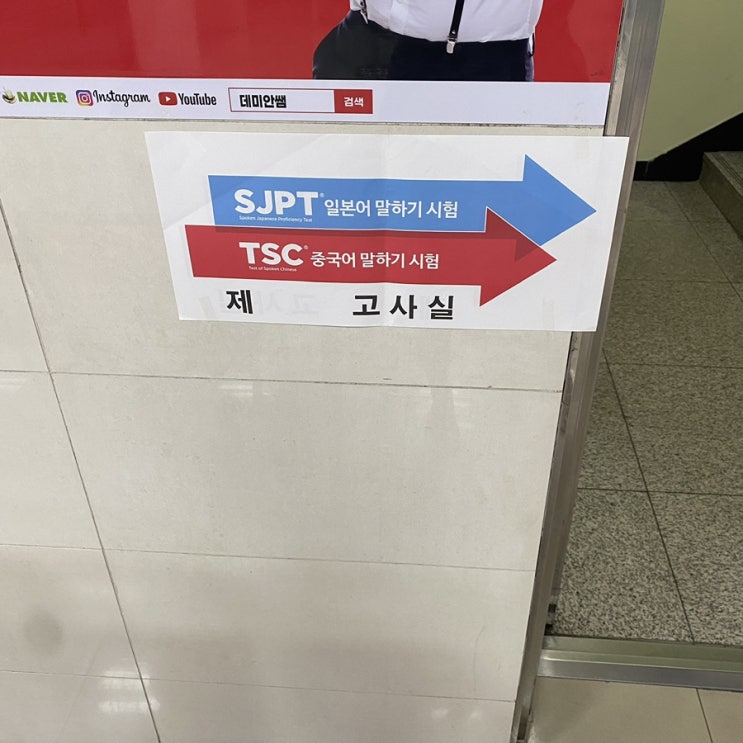 NAVER Instagram YouTube 데미안쌤 검색
SJPT® 일본어 말하기 시험
Spoken Japanese Proficiency Test
TSC® 중국어 말하기 시험
Test of Spoken Chinese
제 고사실